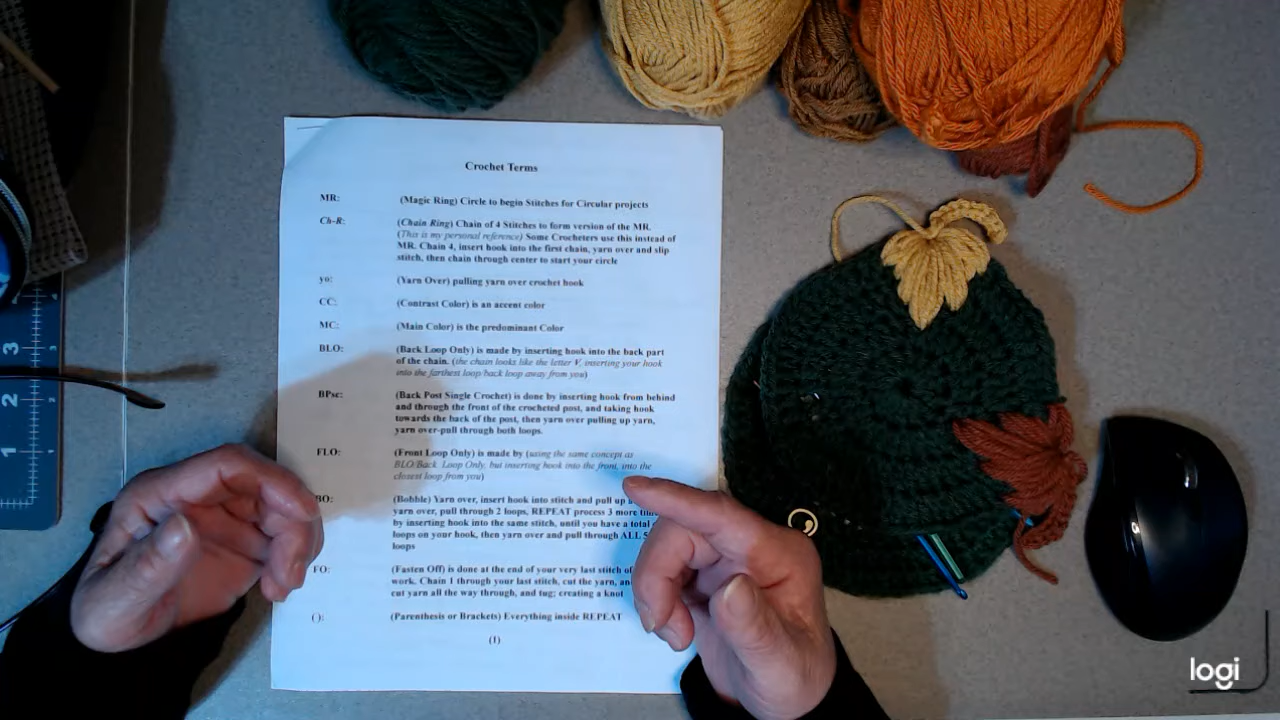 Crochet Terms
MR: (Magic Ring) Circle to begin Stitches for Circular projects
Ch-R: (Chain Ring) Chain of 4 Stitches to form version of the MR.
(This is my personal reference) Some Crocheters use this instead of
MR. Chain 4, insert hook into the first chain, yarn over and slip
stitch, then chain through center to start your circle
yo: (Yarn Over) pulling yarn over crochet hook
CC: (Contrast Color) is an accent color
MC: (Main Color) is the predominant Color
BLO: (Back Loop Only) is made by inserting hook into the back part
of the chain. (the chain looks like the letter V, inserting your hook
into the farthest loop/back loop away from you)
BPsc: (Back Post Single Crochet) is done by inserting hook from behind
and through the front of the crocheted post, and taking hook
towards the back of the post, then yarn over pulling up yarn,
yarn over-pull through both loops.
FLO: (Front Loop Only) is made by (using the same concept as
BLO/Back Loop Only, but inserting hook into the front, into the
closest loop from you)
BO: (Bobble) Yarn over, insert hook into stitch and pull up
yarn over, pull through 2 loops, REPEAT process 3 more
by inserting hook into the same stitch, until you have a total
loops on your hook, then yarn over and pull through ALL 5
loops
FO: (Fasten Off) is done at the end of your very last stitch of
work. Chain 1 through your last stitch, cut the yarn,
cut yarn all the way through, and tug; creating a knot
(): (Parenthesis or Brackets) Everything inside REPEAT
(1)
3
2
1
logi